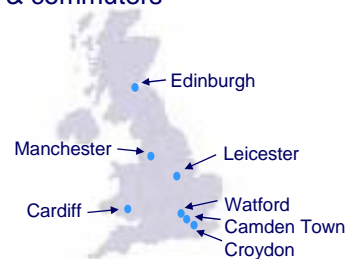 & commuters
Edinburgh
Manchester
Leicester
Cardiff
Watford
Camden Town
Croydon